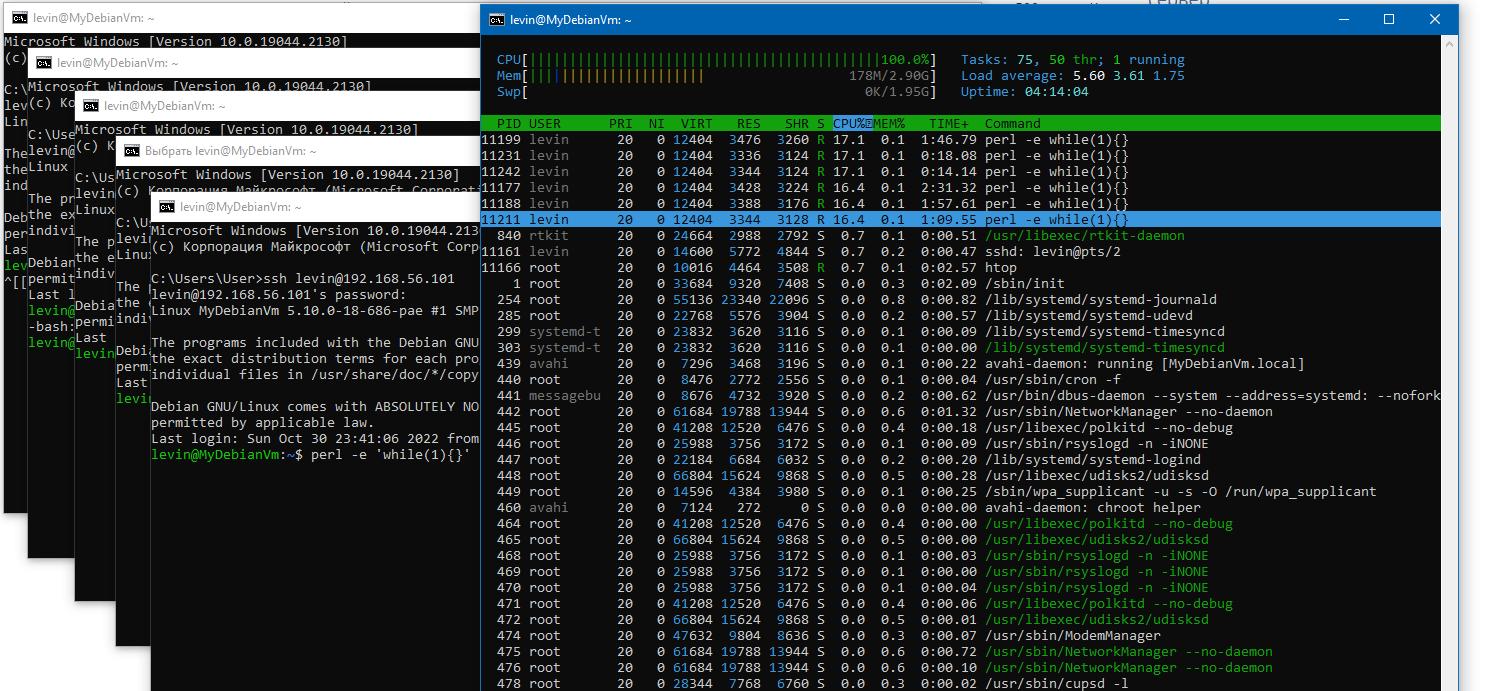 levin@MyDebianVm: ~
Microsoft Windows [Version 10.0.19044.2130]
(c)
C:\
lev
Lin
The
the
ind
Deb
per
Las
lev
^[[
levin@MyDebianVm: ~
Microsoft Windows [Version 10.0.19044.2130]
(c) Ко
C:\Use
levin@
Linux
The pr
the ex
indivi
Debian
permit
Last l
levin@
-bash:
levin@
levin@MyDebianVm: ~
Microsoft Windows [Version 10.0.19044.2130]
(c) К
C:\Us
levin
Linux
The p
the e
indiv
Debia
permi
Last
levin
Выбрать levin@MyDebianVm: ~
Microsoft Windows [Version 10.0.19044.2130]
(c) Корпорация Майкрософт (Microsoft Corporati
C:\U
levi
Linu
The
the
indi
Debi
perm
Last
levi
levin@MyDebianVm: ~
Microsoft Windows [Version 10.0.19044.213
(c) Корпорация Майкрософт (Microsoft Corp
C:\Users\User>ssh levin@192.168.56.101
levin@192.168.56.101's password:
Linux MyDebianVm 5.10.0-18-686-pae #1 SMP
The programs included with the Debian GNU
the exact distribution terms for each pro
individual files in /usr/share/doc/*/copy
Debian GNU/Linux comes with ABSOLUTELY NO
permitted by applicable law.
Last login: Sun Oct 30 23:41:06 2022 from
levin@MyDebianVm:~$ perl -e 'while(1){}'
levin@MyDebianVm: ~
CPU[100.0%] Tasks: 75, 50 thr; 1 running
Mem[178M/2.90G] Load average: 5.60 3.61 1.75
Swp[0K/1.95G] Uptime: 04:14:04
PID USER PRI NI VIRT RES SHR S CPU% MEM% TIME+ Command
11199 levin 20 0 12404 3476 3260 R 17.1 0.1 1:46.79 perl -e while(1){}
11231 levin 20 0 12404 3336 3124 R 17.1 0.1 0:18.08 perl -e while(1){}
11242 levin 20 0 12404 3344 3128 R 17.1 0.1 0:14.14 perl -e while(1){}
11177 levin 20 0 12404 3428 3224 R 16.4 0.1 2:31.32 perl -e while(1){}
11188 levin 20 0 12404 3388 3176 R 16.4 0.1 1:57.61 perl -e while(1){}
11211 levin 20 0 12404 3344 3128 R 16.4 0.1 1:09.55 perl -e while(1){}
840 rtkit 20 0 24664 2988 2792 S 0.7 0.1 0:00.51 /usr/libexec/rtkit-daemon
11161 levin 20 0 14600 5772 4844 S 0.7 0.2 0:00.47 sshd: levin@pts/2
11166 root 20 0 10016 4464 3508 R 0.7 0.1 0:02.57 htop
1 root 20 0 33684 9320 7408 S 0.0 0.3 0:02.09 /sbin/init
254 root 20 0 55136 23340 22096 S 0.0 0.8 0:00.82 /lib/systemd/systemd-journald
285 root 20 0 22768 5576 3904 S 0.0 0.2 0:00.57 /lib/systemd/systemd-udevd
299 systemd-t 20 0 23832 3620 3116 S 0.0 0.1 0:00.09 /lib/systemd/systemd-timesyncd
303 systemd-t 20 0 23832 3620 3116 S 0.0 0.1 0:00.00 /lib/systemd/systemd-timesyncd
439 avahi 20 0 7296 3468 3196 S 0.0 0.1 0:00.22 avahi-daemon: running [MyDebianVm.local]
440 root 20 0 8476 2772 2556 S 0.0 0.1 0:00.04 /usr/sbin/cron -f
441 messagebu 20 0 8676 4732 3920 S 0.0 0.2 0:00.62 /usr/bin/dbus-daemon --system --address=systemd: --nofork
442 root 20 0 61684 19788 13944 S 0.0 0.6 0:01.32 /usr/sbin/NetworkManager --no-daemon
445 root 20 0 41208 12520 6476 S 0.0 0.4 0:00.18 /usr/libexec/polkitd --no-debug
446 root 20 0 25988 3756 3172 S 0.0 0.1 0:00.09 /usr/sbin/rsyslogd -n -iNONE
447 root 20 0 22184 6684 6032 S 0.0 0.2 0:00.20 /lib/systemd/systemd-logind
448 root 20 0 66804 15624 9868 S 0.0 0.5 0:00.28 /usr/libexec/udisks2/udisksd
449 root 20 0 14596 4384 3980 S 0.0 0.1 0:00.25 /sbin/wpa_supplicant -u -s -O /run/wpa_supplicant
460 avahi 20 0 7124 272 0 S 0.0 0.0 0:00.00 avahi-daemon: chroot helper
464 root 20 0 41208 12520 6476 S 0.0 0.4 0:00.00 /usr/libexec/polkitd --no-debug
465 root 20 0 66804 15624 9868 S 0.0 0.5 0:00.00 /usr/libexec/udisks2/udisksd
468 root 20 0 25988 3756 3172 S 0.0 0.1 0:00.03 /usr/sbin/rsyslogd -n -iNONE
469 root 20 0 25988 3756 3172 S 0.0 0.1 0:00.00 /usr/sbin/rsyslogd -n -iNONE
470 root 20 0 25988 3756 3172 S 0.0 0.1 0:00.04 /usr/sbin/rsyslogd -n -iNONE
471 root 20 0 41208 12520 6476 S 0.0 0.4 0:00.06 /usr/libexec/polkitd --no-debug
472 root 20 0 66804 15624 9868 S 0.0 0.5 0:00.01 /usr/libexec/udisks2/udisksd
474 root 20 0 47632 9804 8636 S 0.0 0.3 0:00.07 /usr/sbin/ModemManager
475 root 20 0 61684 19788 13944 S 0.0 0.6 0:00.72 /usr/sbin/NetworkManager --no-daemon
476 root 20 0 61684 19788 13944 S 0.0 0.6 0:00.10 /usr/sbin/NetworkManager --no-daemon
478 root 20 0 28344 7768 6760 S 0.0 0.3 0:00.02 /usr/sbin/cupsd -l